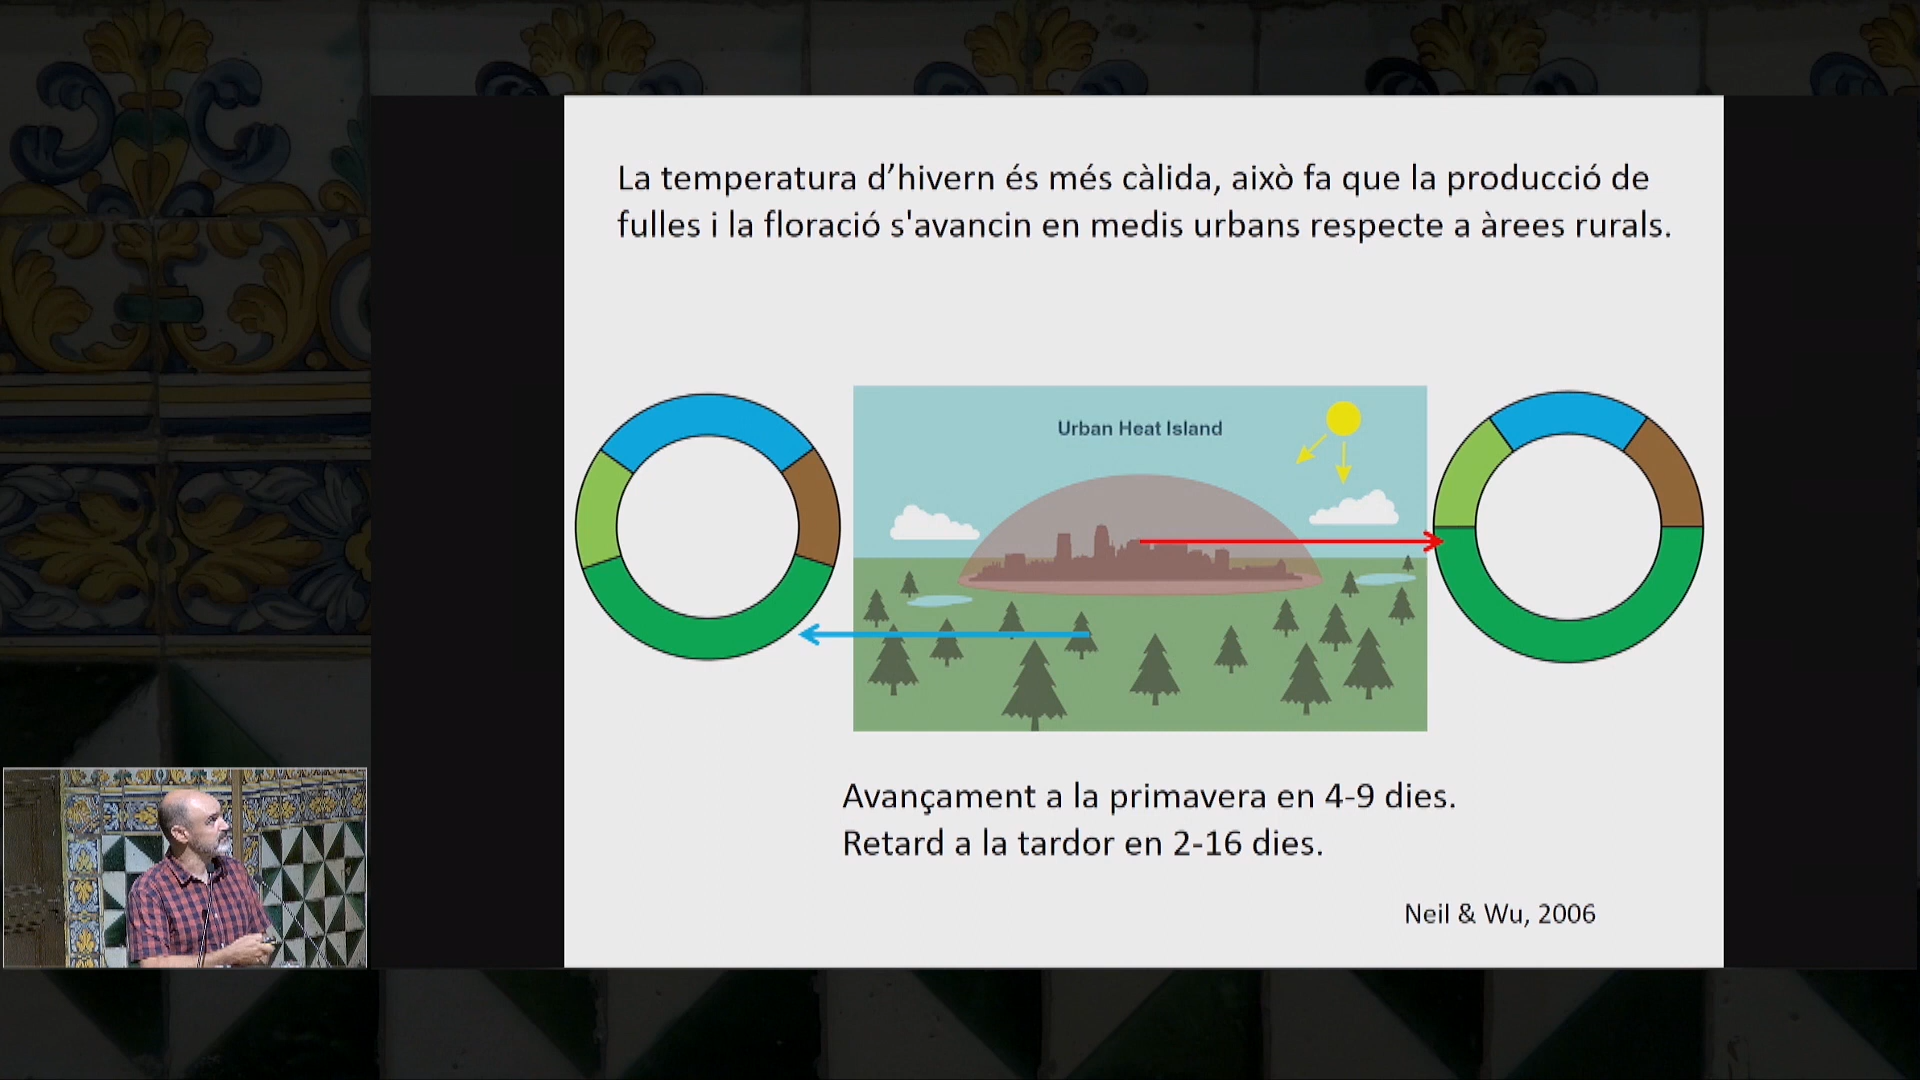 La temperatura d’hivern és més càlida, això fa que la producció de
fulles i la floració s'avancin en medis urbans respecte a àrees rurals.
Urban Heat Island
Avançament a la primavera en 4-9 dies.
Retard a la tardor en 2-16 dies.
Neil & Wu, 2006